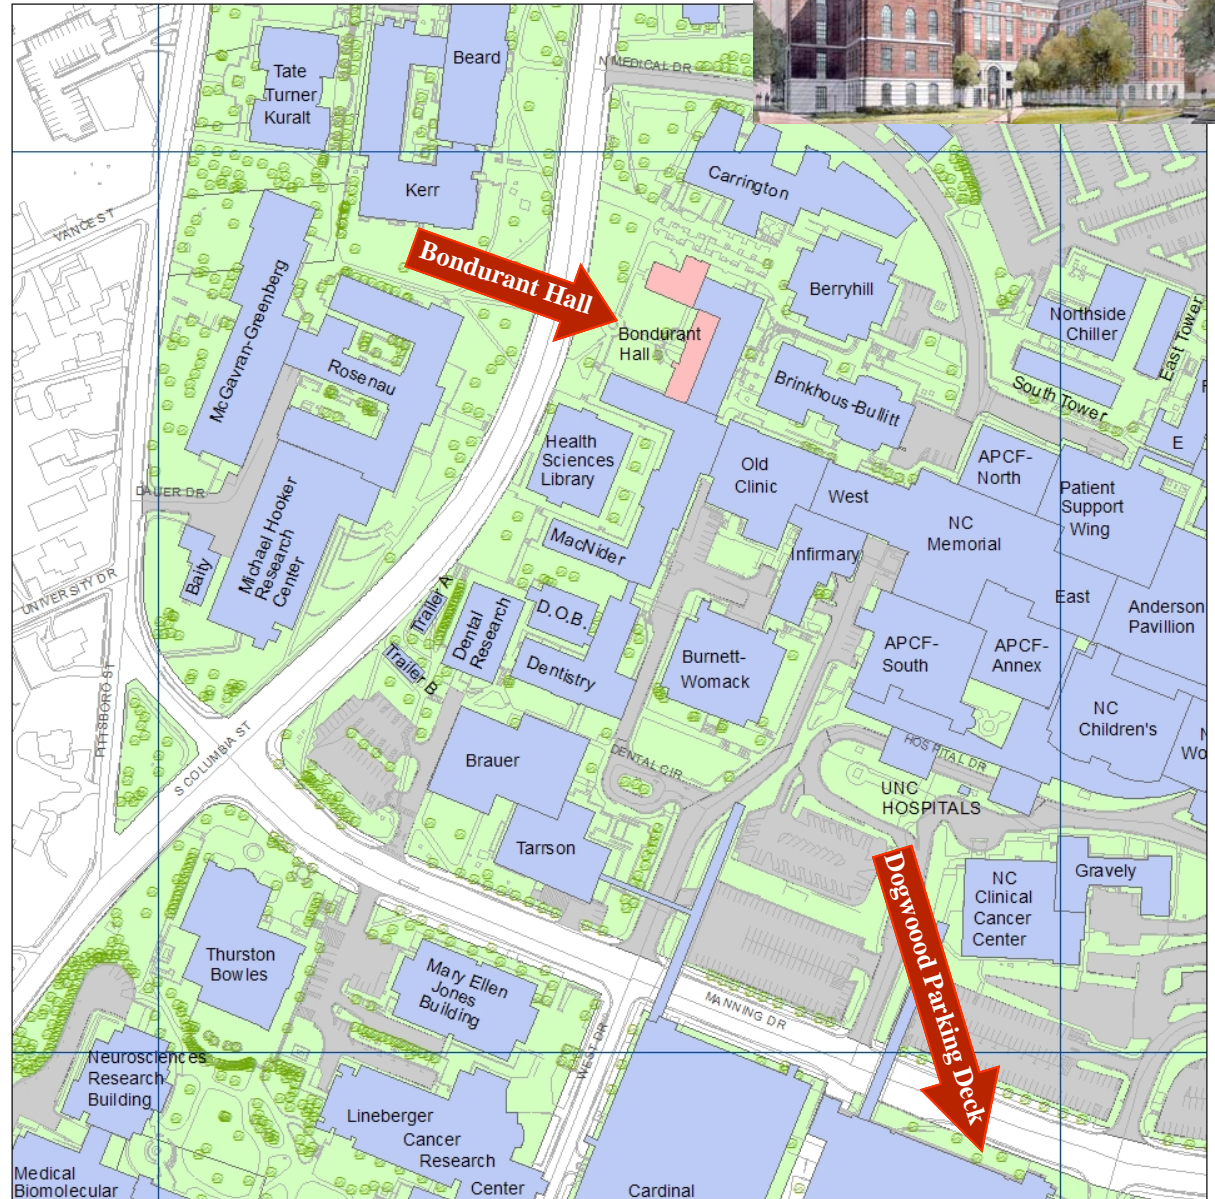 Beard
Tate
Turner
Kuralt
N MEDICAL DR
Kerr
Carrington
VANCE ST
Bondurant Hall
McGavran-Greenberg
Berryhill
Northside
Chiller
East Tower
Bondurant
Hall
Rosenau
Brinkhous-Bullitt
South Tower
E
Health
Sciences
Library
Old
Clinic
West
APCF-
North
Patient
Support
Wing
DAUER DR
Michael Hooker
Research
Center
MacNider
Infirmary
NC
Memorial
Baity
UNIVERSITY DR
Trailer A
D.O.B.
East
Anderson
Pavillion
Dental
Research
Trailer B
Dentistry
Burnett-
Womack
APCF-
South
APCF-
Annex
PITTSBORO ST
NC
Children's
S COLUMBIA ST
Brauer
DENTAL CIR
HOSPITAL DR
Wo
UNC
HOSPITALS
Tarrson
Dogwoood Parking Deck
NC
Clinical
Cancer
Center
Gravely
Thurston
Bowles
Mary Ellen
Jones
Building
MANNING DR
WEST DR
Neurosciences
Research
Building
Lineberger
Cancer
Research
Center
Medical
Biomolecular
Cardinal